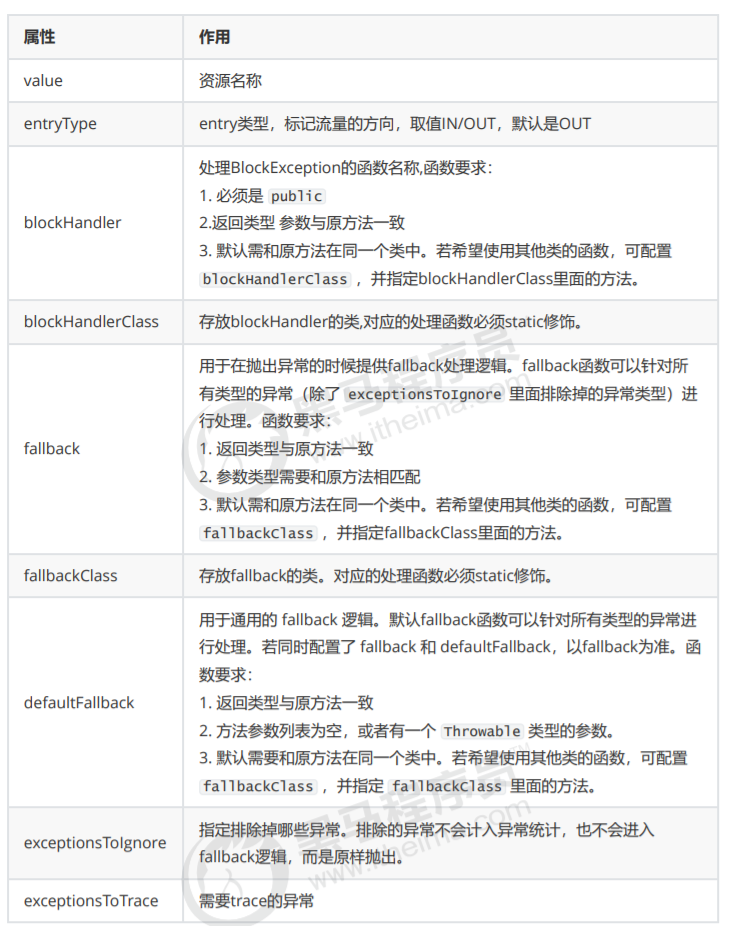 属性 作用
value 资源名称
entryType entry类型，标记流量的方向，取值IN/OUT，默认是OUT
blockHandler
处理BlockException的函数名称,函数要求：
1. 必须是 public
2.返回类型 参数与原方法一致
3. 默认需和原方法在同一个类中。若希望使用其他类的函数，可配置
blockHandlerClass ，并指定blockHandlerClass里面的方法。
blockHandlerClass 存放blockHandler的类,对应的处理函数必须static修饰。
fallback
用于在抛出异常的时候提供fallback处理逻辑。fallback函数可以针对所
有类型的异常（除了 exceptionsToIgnore 里面排除掉的异常类型）进
行处理。函数要求：
1. 返回类型与原方法一致
2. 参数类型需要和原方法相匹配
3. 默认需和原方法在同一个类中。若希望使用其他类的函数，可配置
fallbackClass ，并指定fallbackClass里面的方法。
fallbackClass 存放fallback的类。对应的处理函数必须static修饰。
defaultFallback
用于通用的 fallback 逻辑。默认fallback函数可以针对所有类型的异常进
行处理。若同时配置了 fallback 和 defaultFallback，以fallback为准。函
数要求：
1. 返回类型与原方法一致
2. 方法参数列表为空，或者有一个 Throwable 类型的参数。
3. 默认需要和原方法在同一个类中。若希望使用其他类的函数，可配置
fallbackClass ，并指定 fallbackClass 里面的方法。
exceptionsToIgnore
指定排除掉哪些异常。排除的异常不会计入异常统计，也不会进入
fallback逻辑，而是原样抛出。
exceptionsToTrace 需要trace的异常
黑马程序员
www.itheima.com
黑马程序员
www.itheima.com